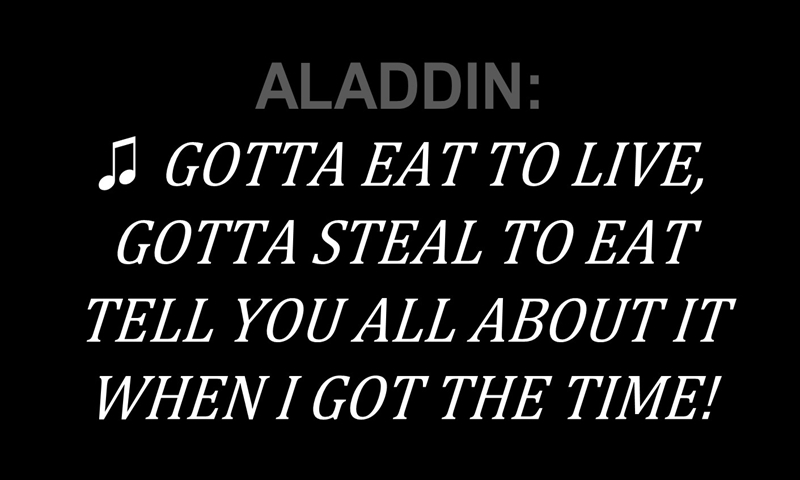 ALADDIN:
♫ GOTTA EAT TO LIVE,
GOTTA STEAL TO EAT
TELL YOU ALL ABOUT IT
WHEN I GOT THE TIME!